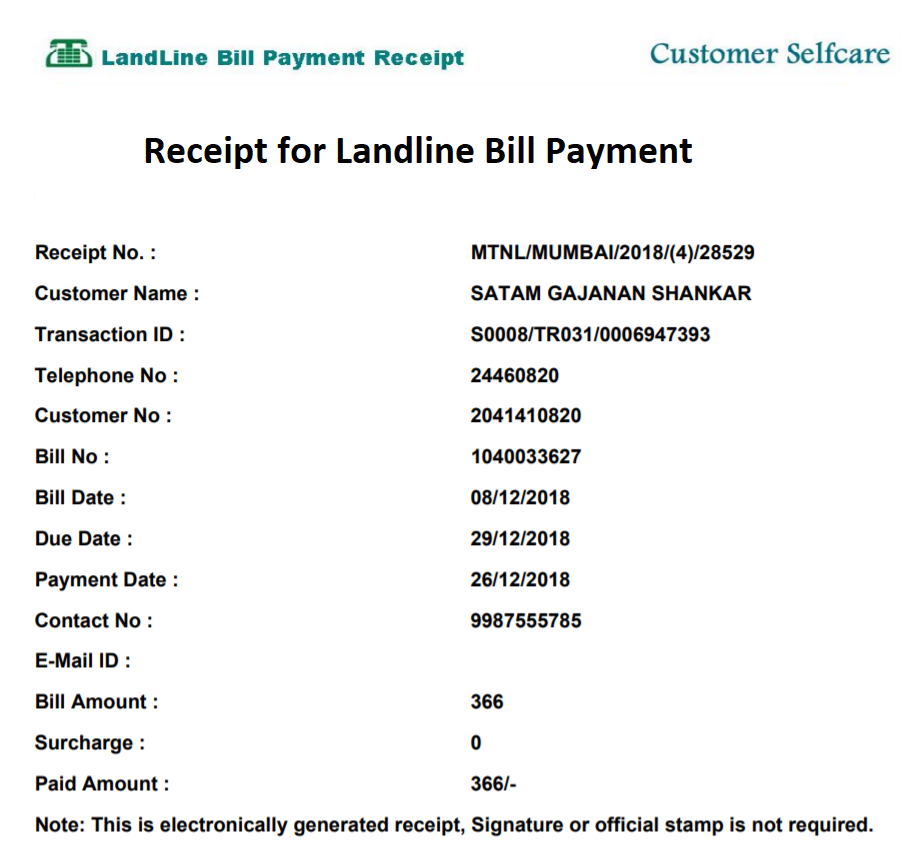 LandLine Bill Payment Receipt
Customer Selfcare
Receipt for Landline Bill Payment
Receipt No. : MTNL/MUMBAI/2018/(4)/28529
Customer Name : SATAM GAJANAN SHANKAR
Transaction ID : S0008/TR031/0006947393
Telephone No : 24460820
Customer No : 2041410820
Bill No : 1040033627
Bill Date : 08/12/2018
Due Date : 29/12/2018
Payment Date : 26/12/2018
Contact No : 9987555785
E-Mail ID :
Bill Amount : 366
Surcharge : 0
Paid Amount : 366/-
Note: This is electronically generated receipt, Signature or official stamp is not required.